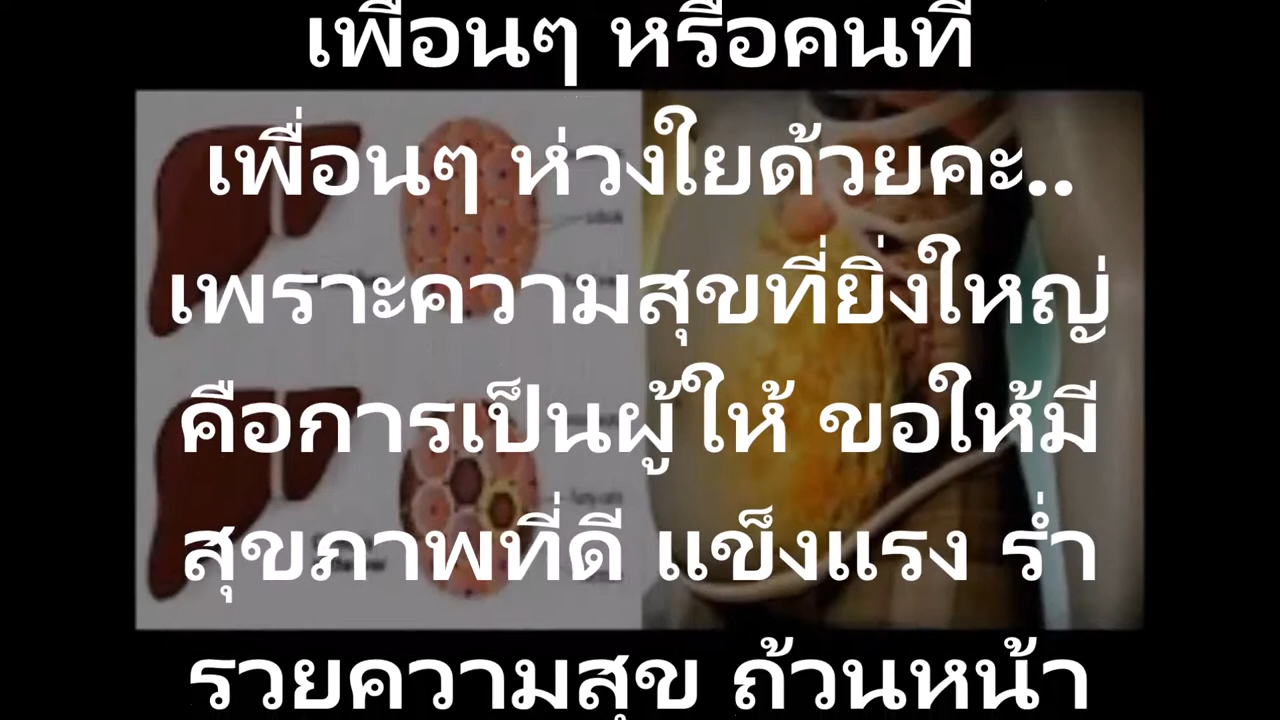 เพื่อนๆ หรือคนที่
เพื่อนๆ ห่วงใยด้วยคะ..
เพราะความสุขที่ยิ่งใหญ่
คือการเป็นผู้ให้ ขอให้มี
สุขภาพที่ดี แข็งแรง ร่ำ
รวยความสุข ถ้วนหน้า